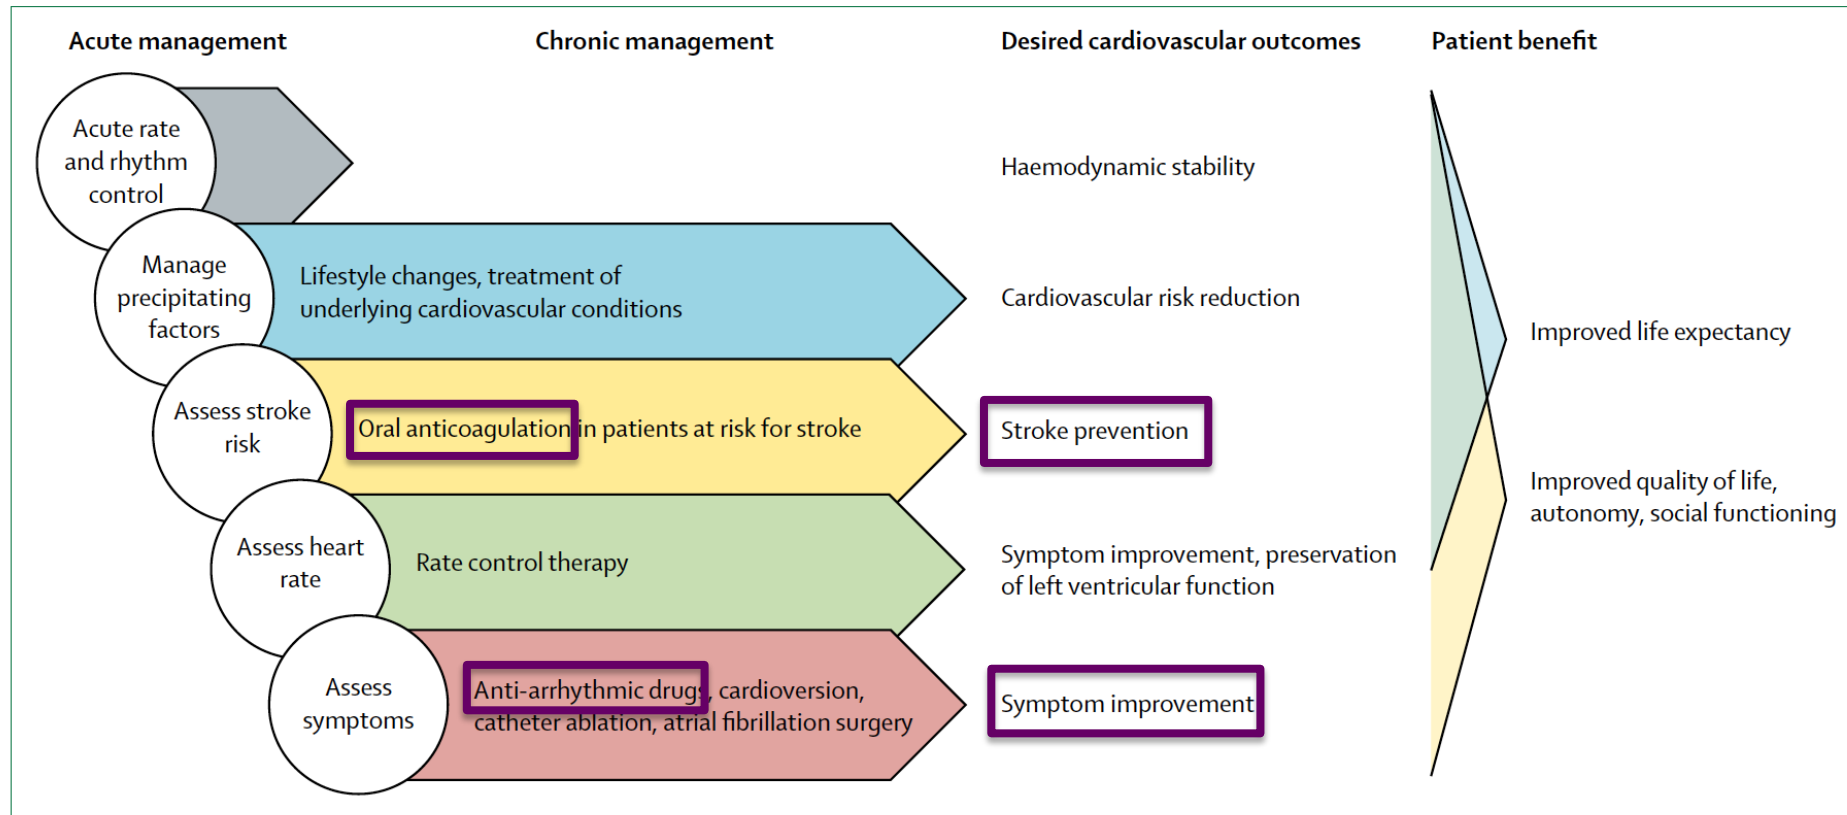 Acute management
Chronic management
Desired cardiovascular outcomes
Patient benefit
Acute rate
and rhythm
control
Haemodynamic stability
Manage
precipitating
factors
Lifestyle changes, treatment of
underlying cardiovascular conditions
Cardiovascular risk reduction
Improved life expectancy
Assess stroke
risk
Oral anticoagulation in patients at risk for stroke
Stroke prevention
Improved quality of life,
autonomy, social functioning
Assess heart
rate
Rate control therapy
Symptom improvement, preservation
of left ventricular function
Assess
symptoms
Anti-arrhythmic drugs, cardioversion,
catheter ablation, atrial fibrillation surgery
Symptom improvement